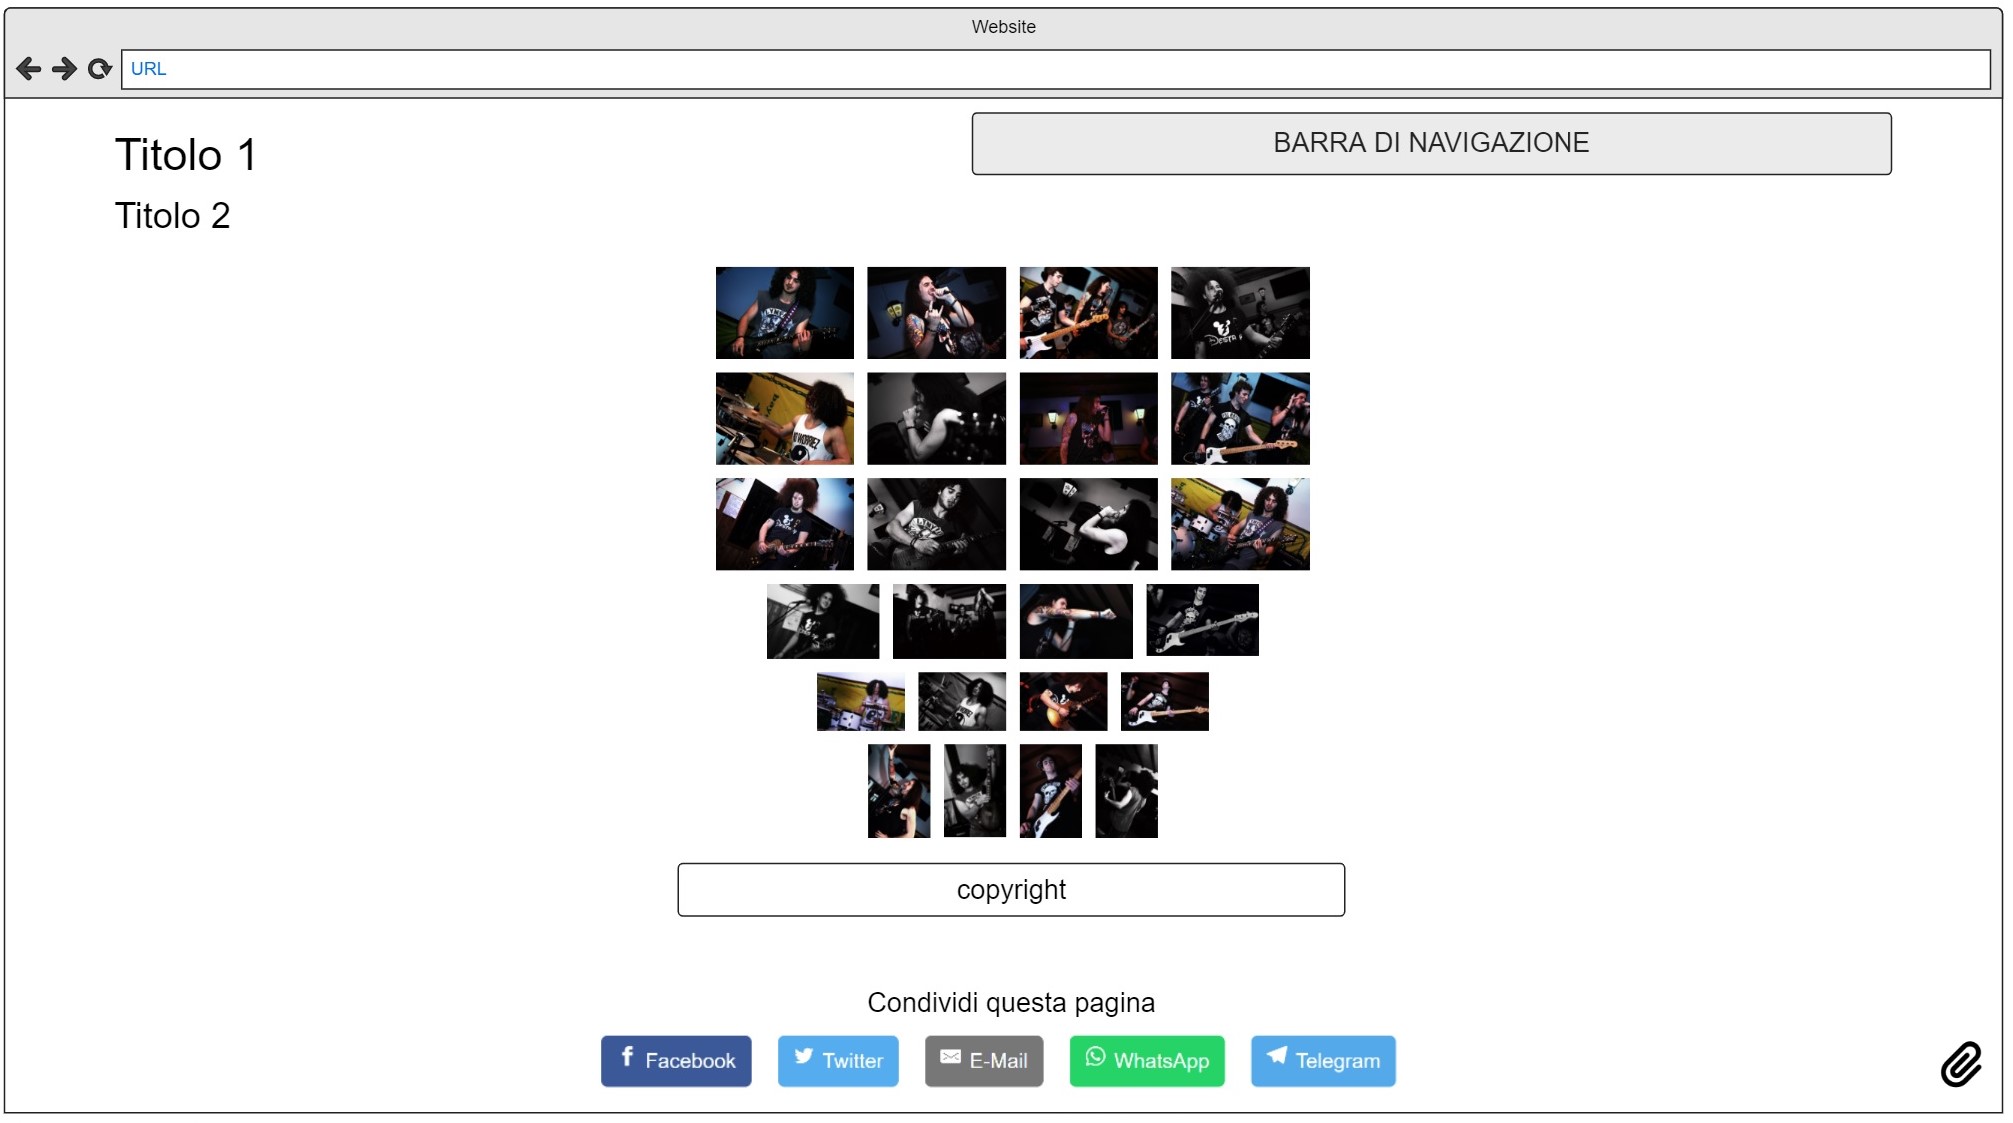 Website
URL
BARRA DI NAVIGAZIONE
Titolo 1
Titolo 2
copyright
Condividi questa pagina
Facebook
Twitter
E-Mail
WhatsApp
Telegram